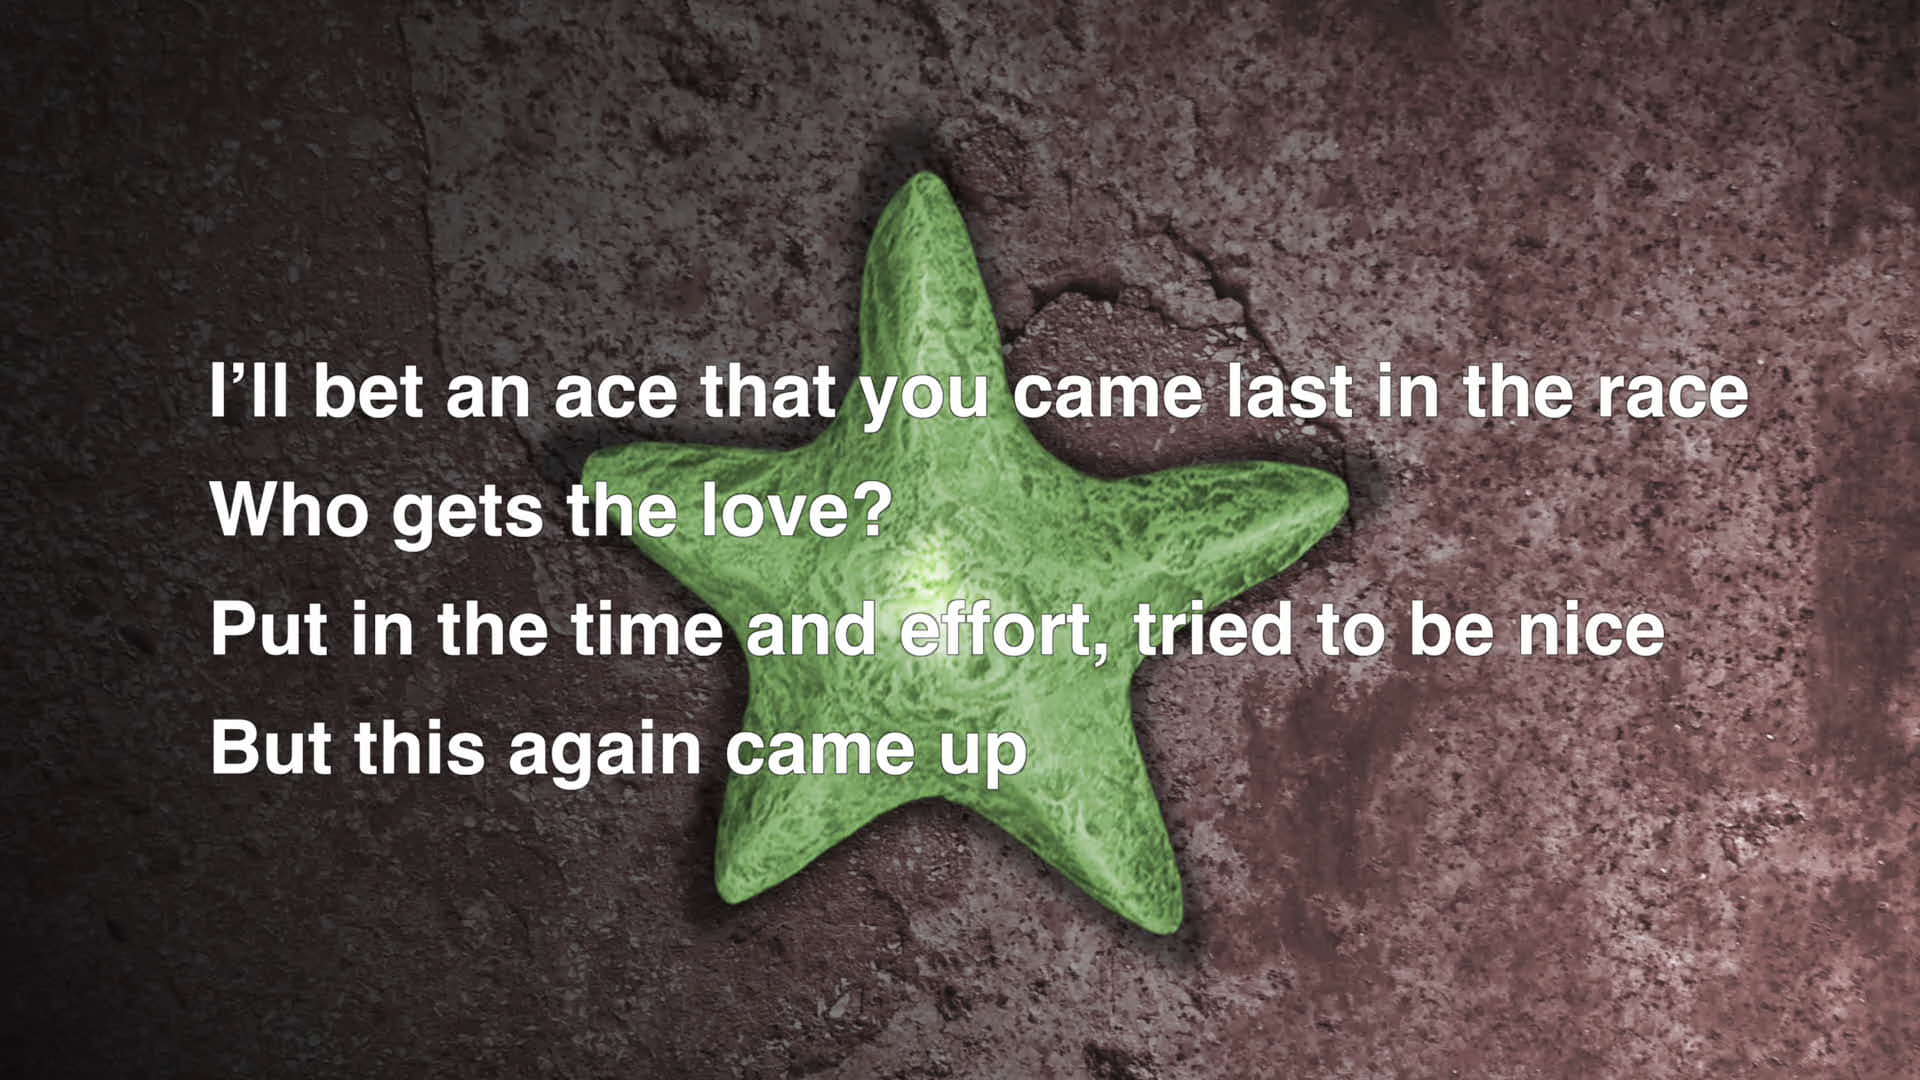 I’ll bet an ace that you came last in the race
Who gets the love?
Put in the time and effort, tried to be nice
But this again came up